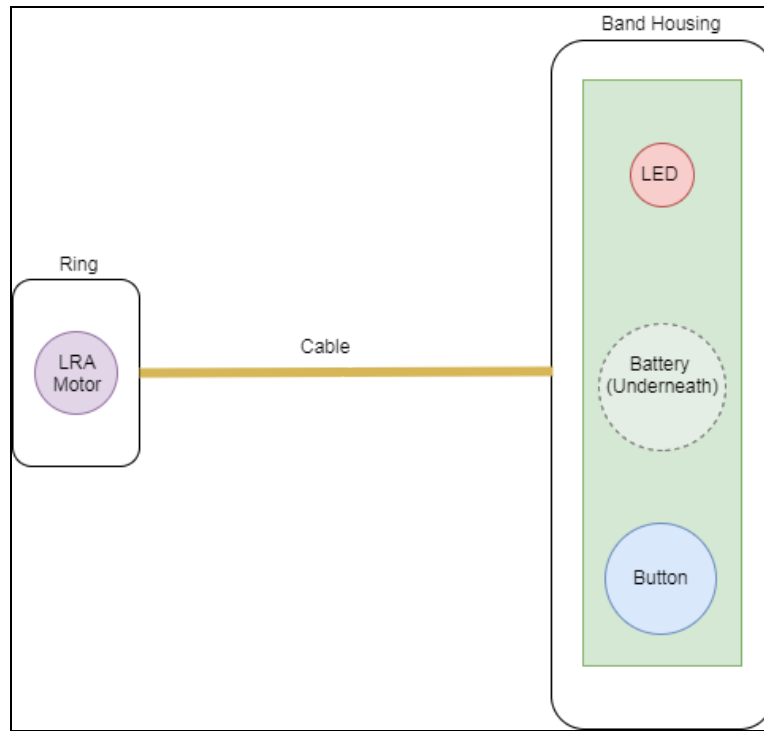 Band Housing
LED
Ring
LRA
Motor
Cable
Battery
(Underneath)
Button